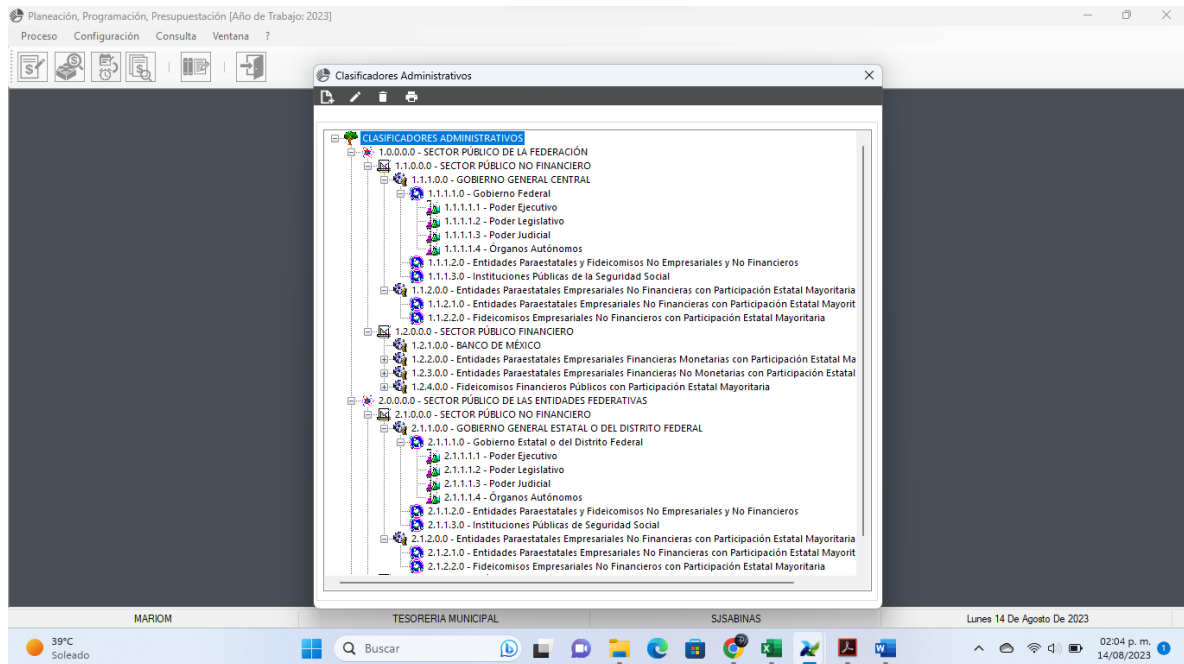 Planeación, Programación, Presupuestación [Año de Trabajo: 2023]
Proceso Configuración Consulta Ventana ?
Clasificadores Administrativos
CLASIFICADORES ADMINISTRATIVOS
1.0.0.0.0 - SECTOR PÚBLICO DE LA FEDERACIÓN
1.1.0.0.0 - SECTOR PÚBLICO NO FINANCIERO
1.1.1.0.0 - GOBIERNO GENERAL CENTRAL
1.1.1.1.0 - Gobierno Federal
1.1.1.1.1 - Poder Ejecutivo
1.1.1.1.2 - Poder Legislativo
1.1.1.1.3 - Poder Judicial
1.1.1.1.4 - Órganos Autónomos
1.1.1.2.0 - Entidades Paraestatales y Fideicomisos No Empresariales y No Financieros
1.1.1.3.0 - Instituciones Públicas de la Seguridad Social
1.1.2.0.0 - Entidades Paraestatales Empresariales No Financieras con Participación Estatal Mayoritaria
1.1.2.1.0 - Entidades Paraestatales Empresariales No Financieras con Participación Estatal Mayorit
1.1.2.2.0 - Fideicomisos Empresariales No Financieros con Participación Estatal Mayoritaria
1.2.0.0.0 - SECTOR PÚBLICO FINANCIERO
1.2.1.0.0 - BANCO DE MÉXICO
1.2.2.0.0 - Entidades Paraestatales Empresariales Financieras Monetarias con Participación Estatal Ma
1.2.3.0.0 - Entidades Paraestatales Empresariales Financieras No Monetarias con Participación Estatal
1.2.4.0.0 - Fideicomisos Financieros Públicos con Participación Estatal Mayoritaria
2.0.0.0.0 - SECTOR PÚBLICO DE LAS ENTIDADES FEDERATIVAS
2.1.0.0.0 - SECTOR PÚBLICO NO FINANCIERO
2.1.1.0.0 - GOBIERNO GENERAL ESTATAL O DEL DISTRITO FEDERAL
2.1.1.1.0 - Gobierno Estatal o del Distrito Federal
2.1.1.1.1 - Poder Ejecutivo
2.1.1.1.2 - Poder Legislativo
2.1.1.1.3 - Poder Judicial
2.1.1.1.4 - Órganos Autónomos
2.1.1.2.0 - Entidades Paraestatales y Fideicomisos No Empresariales y No Financieros
2.1.1.3.0 - Instituciones Públicas de Seguridad Social
2.1.2.0.0 - Entidades Paraestatales Empresariales No Financieras con Participación Estatal Mayoritaria
2.1.2.1.0 - Entidades Paraestatales Empresariales No Financieras con Participación Estatal Mayorit
2.1.2.2.0 - Fideicomisos Empresariales No Financieros con Participación Estatal Mayoritaria
MARIOM TESORERIA MUNICIPAL SJSABINAS Lunes 14 De Agosto De 2023
39°C
Soleado
Buscar
02:04 p. m.
14/08/2023
1